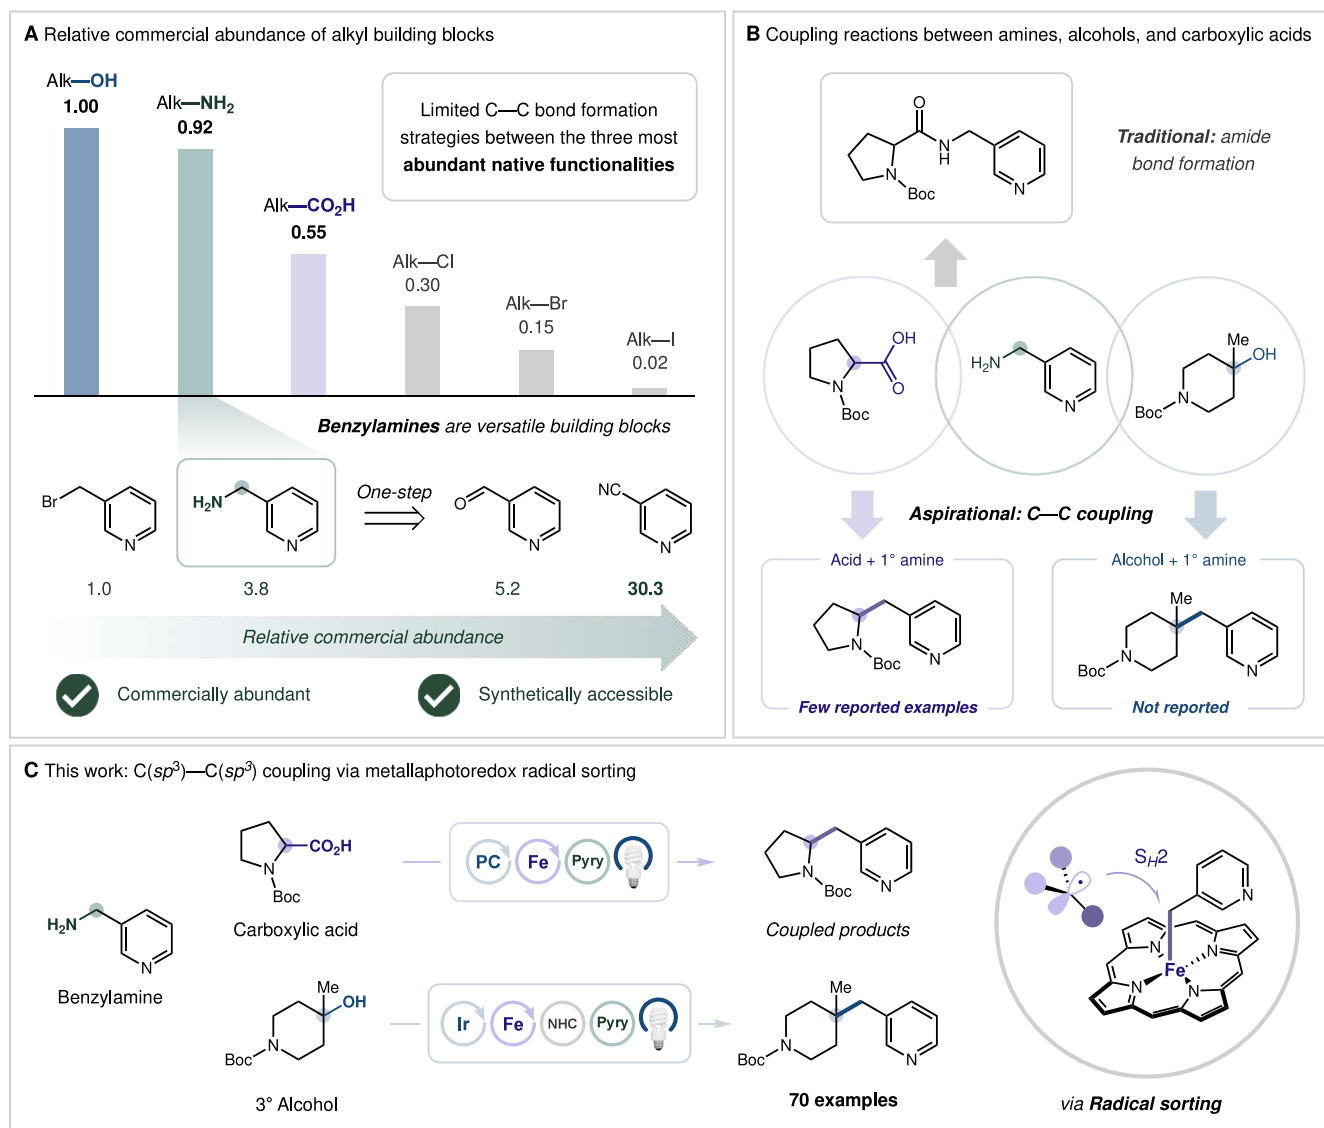 A Relative commercial abundance of alkyl building blocks
Alk—OH
1.00
Alk—NH2
0.92
Alk—CO2H
0.55
Alk—Cl
0.30
Alk—Br
0.15
Alk—I
0.02
Limited C—C bond formation
strategies between the three most
abundant native functionalities
Benzylamines are versatile building blocks
Br
N
H2N
N
One-step
O
N
NC
N
1.0
3.8
5.2
30.3
Relative commercial abundance
Commercially abundant
Synthetically accessible
B Coupling reactions between amines, alcohols, and carboxylic acids
O
N
H
N
Boc
N
Traditional: amide
bond formation
OH
O
N
Boc
H2N
N
Me
OH
N
Boc
Aspirational: C—C coupling
Acid + 1° amine
N
Boc
N
Few reported examples
Alcohol + 1° amine
Me
N
Boc
N
Not reported
C This work: C(sp3)—C(sp3) coupling via metallaphotoredox radical sorting
H2N
N
Benzylamine
CO2H
N
Boc
Carboxylic acid
PC
Fe
Pyry
N
Boc
N
Coupled products
Me
OH
N
Boc
3° Alcohol
Ir
Fe
NHC
Pyry
Me
N
Boc
N
70 examples
SH2
N
N
N
Fe
N
N
via Radical sorting